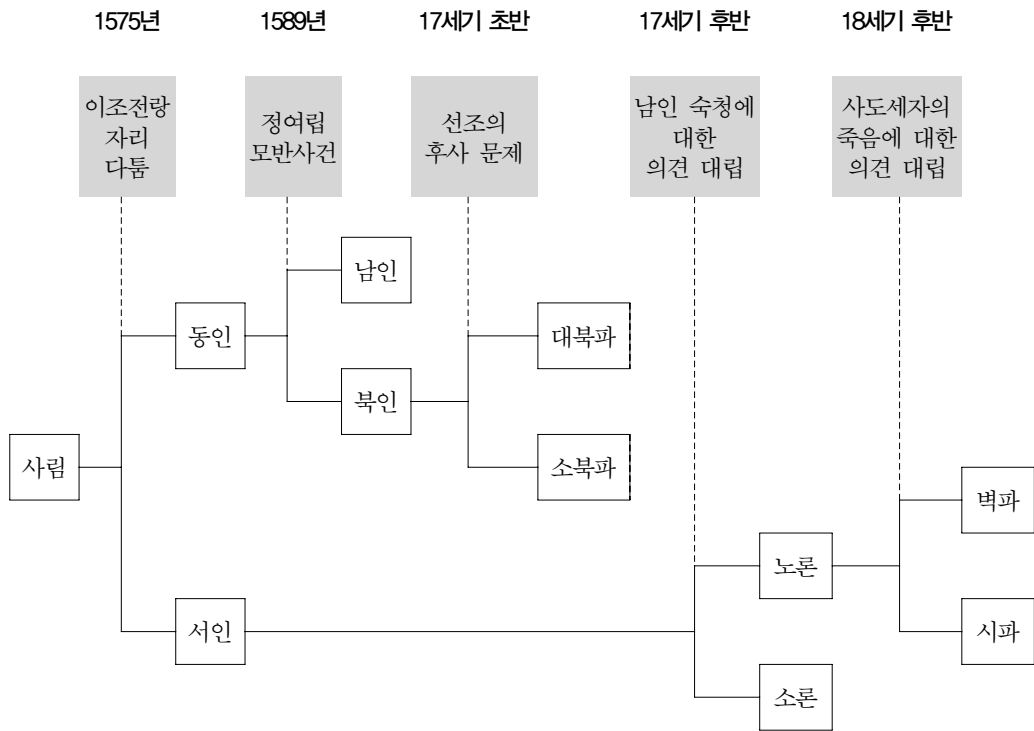 1575년
1589년
17세기 초반
17세기 후반
18세기 후반
이조전랑
자리
다툼
정여립
모반사건
선조의
후사 문제
남인 숙청에
대한
의견 대립
사도세자의
죽음에 대한
의견 대립
남인
동인
대북파
북인
사림
소북파
벽파
노론
서인
시파
소론